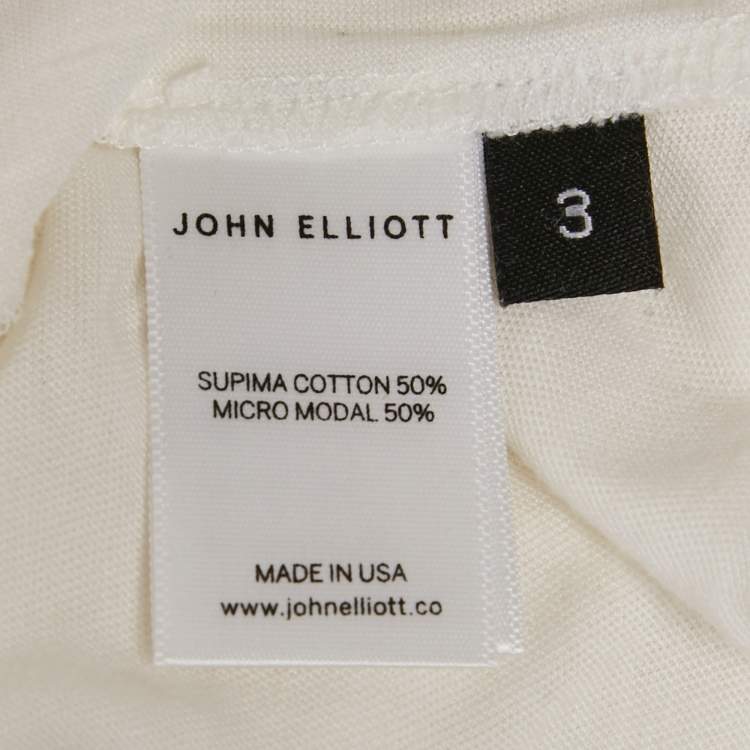 JOHN ELLIOTT
3
SUPIMA COTTON 50%
MICRO MODAL 50%
MADE IN USA
www.johnelliott.co